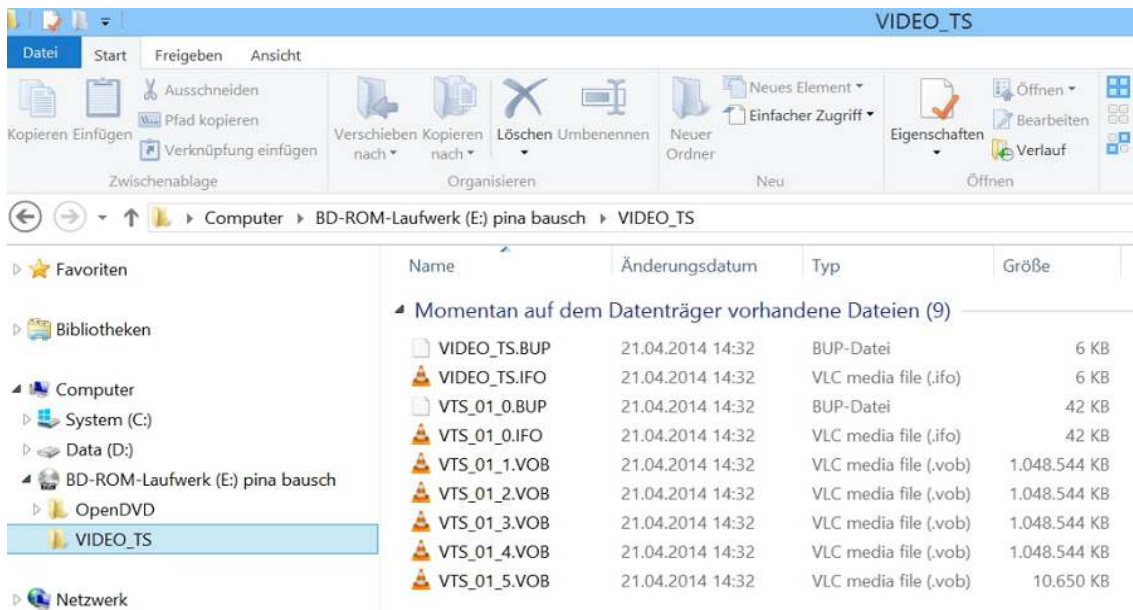 VIDEO_TS
Datei Start Freigeben Ansicht
Kopieren Einfügen Ausschneiden Pfad kopieren Verknüpfung einfügen
Zwischenablage
Verschieben nach Kopieren nach Löschen Umbenennen
Organisieren
Neuer Ordner Neues Element Einfacher Zugriff
Neu
Eigenschaften Öffnen Bearbeiten Verlauf
Öffnen
Computer BD-ROM-Laufwerk (E:) pina bausch VIDEO_TS
Favoriten
Bibliotheken
Computer
System (C:)
Data (D:)
BD-ROM-Laufwerk (E:) pina bausch
OpenDVD
VIDEO_TS
Netzwerk
Name Änderungsdatum Typ Größe
Momentan auf dem Datenträger vorhandene Dateien (9)
VIDEO_TS.BUP 21.04.2014 14:32 BUP-Datei 6 KB
VIDEO_TS.IFO 21.04.2014 14:32 VLC media file (.ifo) 6 KB
VTS_01_0.BUP 21.04.2014 14:32 BUP-Datei 42 KB
VTS_01_0.IFO 21.04.2014 14:32 VLC media file (.ifo) 42 KB
VTS_01_1.VOB 21.04.2014 14:32 VLC media file (.vob) 1.048.544 KB
VTS_01_2.VOB 21.04.2014 14:32 VLC media file (.vob) 1.048.544 KB
VTS_01_3.VOB 21.04.2014 14:32 VLC media file (.vob) 1.048.544 KB
VTS_01_4.VOB 21.04.2014 14:32 VLC media file (.vob) 1.048.544 KB
VTS_01_5.VOB 21.04.2014 14:32 VLC media file (.vob) 10.650 KB